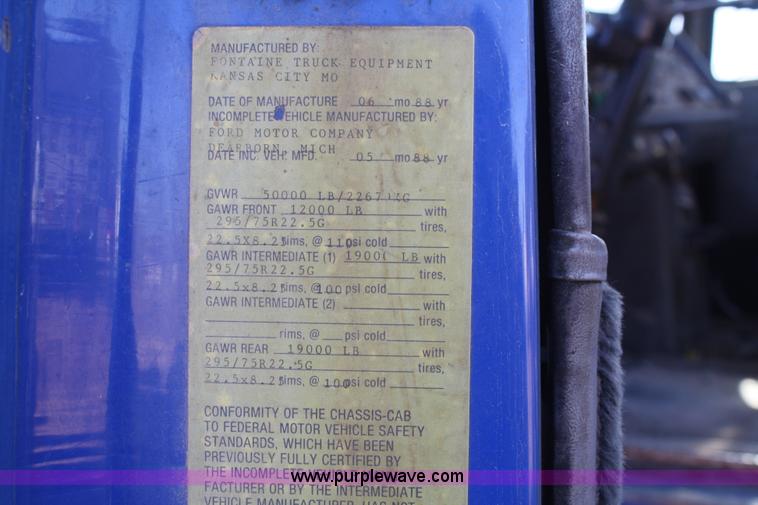 MANUFACTURED BY:
FONTAINE TRUCK EQUIPMENT
KANSAS CITY MO
DATE OF MANUFACTURE 06 mo 88 yr
INCOMPLETE VEHICLE MANUFACTURED BY:
FORD MOTOR COMPANY
DEARBORN, MICH
DATE INC. VEH. MFD. 05 mo 88 yr
GVWR 50000 LB/22679KG
GAWR FRONT 12000 LB with
295/75R22.5G tires,
22.5X8.25 rims, @ 110 psi cold
GAWR INTERMEDIATE (1) 19000 LB with
295/75R22.5G tires,
22.5x8.25 rims, @ 100 psi cold
GAWR INTERMEDIATE (2) with
tires,
rims, @ psi cold
GAWR REAR 19000 LB with
295/75R22.5G tires,
22.5x8.25 rims, @ 100 psi cold
CONFORMITY OF THE CHASSIS-CAB
TO FEDERAL MOTOR VEHICLE SAFETY
STANDARDS, WHICH HAVE BEEN
PREVIOUSLY FULLY CERTIFIED BY
THE INCOMPLETE
www.purplewave.com
FACTURER OR BY THE INTERMEDIATE
VEHICLE MANUFACTURER, HAS NOT